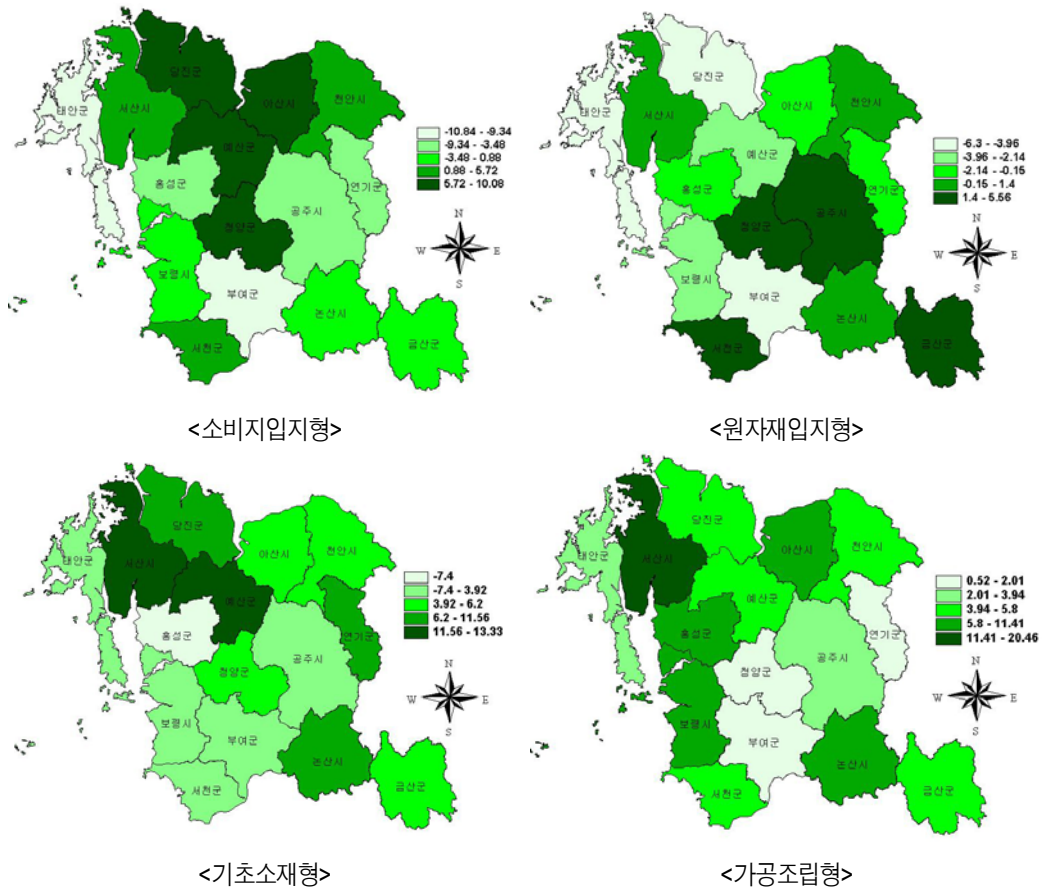 당진군
아산시
천안시
태안군
서산시
예산군
홍성군
연기군
공주시
청양군
보령시
부여군
논산시
서천군
금산군
-10.84 - -9.34
-9.34 - -3.48
-3.48 - 0.88
0.88 - 5.72
5.72 - 10.08
N
W
E
S
<소비지입지형>
당진군
아산시
천안시
태안군
서산시
예산군
홍성군
연기군
공주시
청양군
보령시
부여군
논산시
서천군
금산군
-6.3 - -3.96
-3.96 - -2.14
-2.14 - -0.15
-0.15 - 1.4
1.4 - 5.56
N
W
E
S
<원자재입지형>
당진군
아산시
천안시
태안군
서산시
예산군
홍성군
연기군
공주시
청양군
보령시
부여군
논산시
서천군
금산군
-7.4
-7.4 - 3.92
3.92 - 6.2
6.2 - 11.56
11.56 - 13.33
N
W
E
S
<기초소재형>
당진군
아산시
천안시
태안군
서산시
예산군
홍성군
연기군
공주시
청양군
보령시
부여군
논산시
서천군
금산군
0.52 - 2.01
2.01 - 3.94
3.94 - 5.8
5.8 - 11.41
11.41 - 20.46
N
W
E
S
<가공조립형>